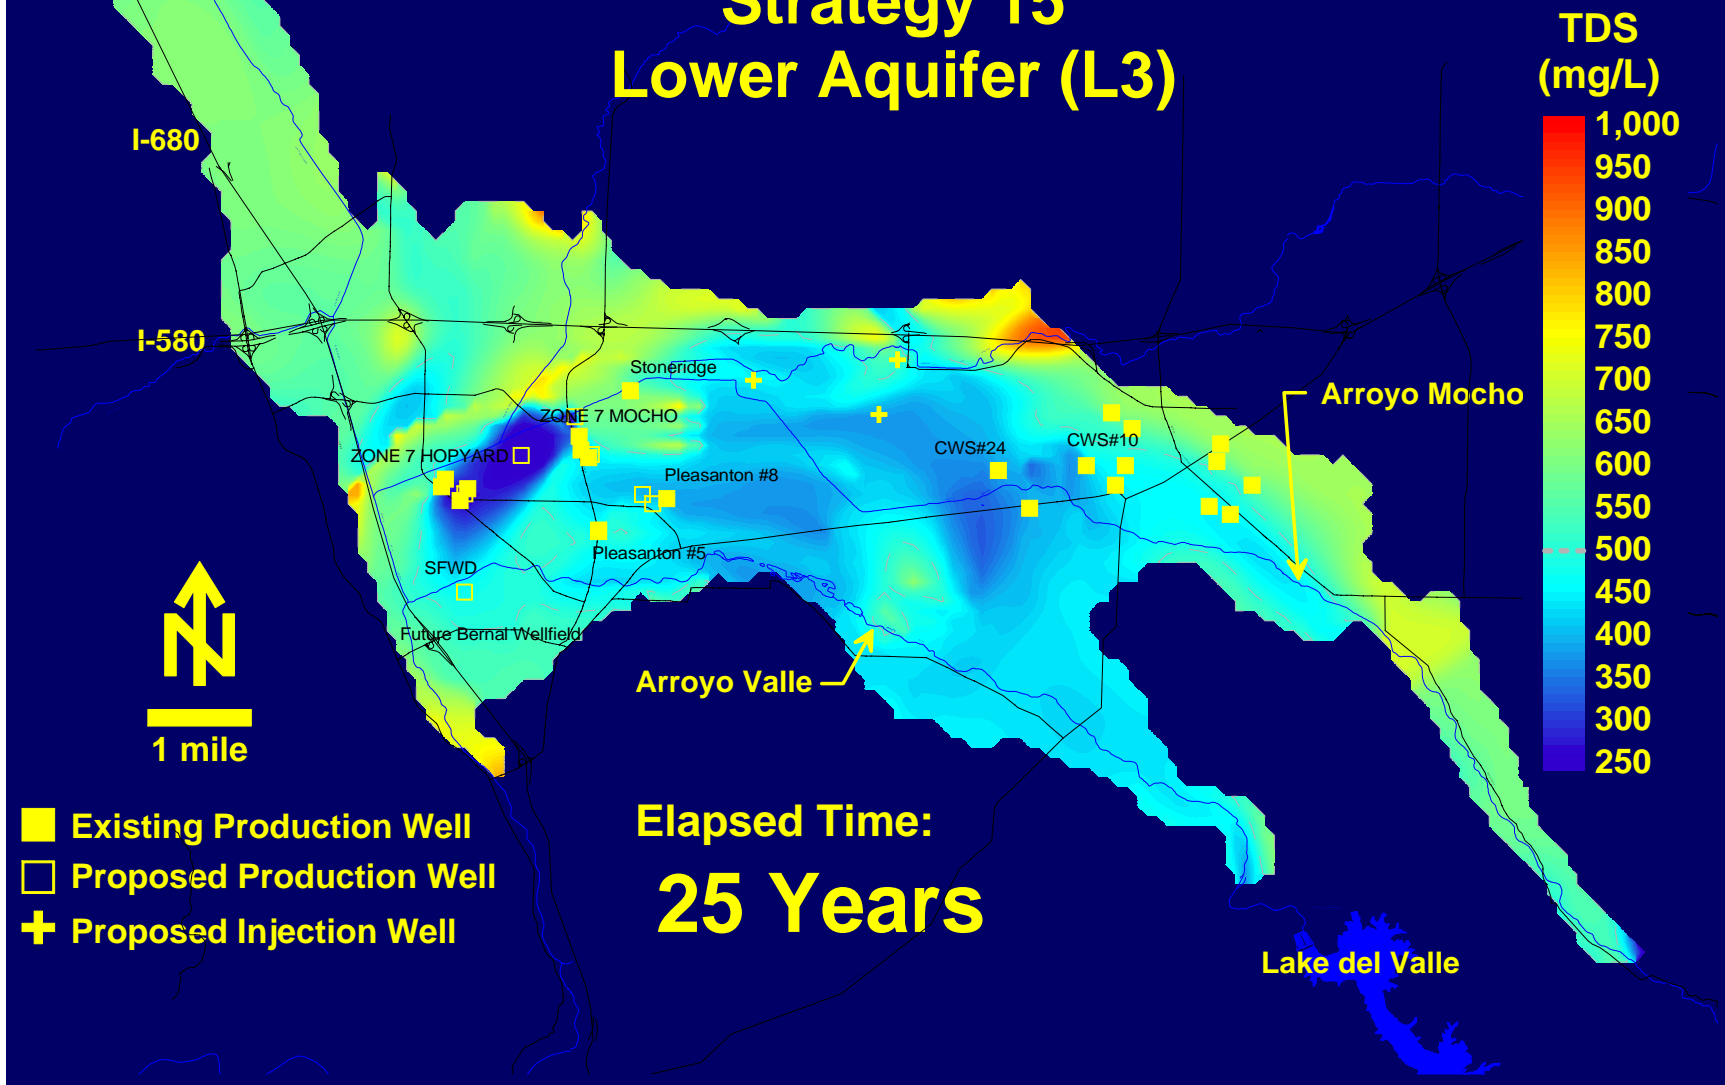 Strategy 15
Lower Aquifer (L3)
TDS
(mg/L)
1,000
950
900
850
800
750
700
650
600
550
500
450
400
350
300
250
I-680
I-580
Stoneridge
ZONE 7 MOCHO
ZONE 7 HOPYARD
Pleasanton #8
CWS#24
CWS#10
Arroyo Mocho
Pleasanton #5
SFWD
Future Bernal Wellfield
Arroyo Valle
N
1 mile
Existing Production Well
Proposed Production Well
Proposed Injection Well
Elapsed Time:
25 Years
Lake del Valle